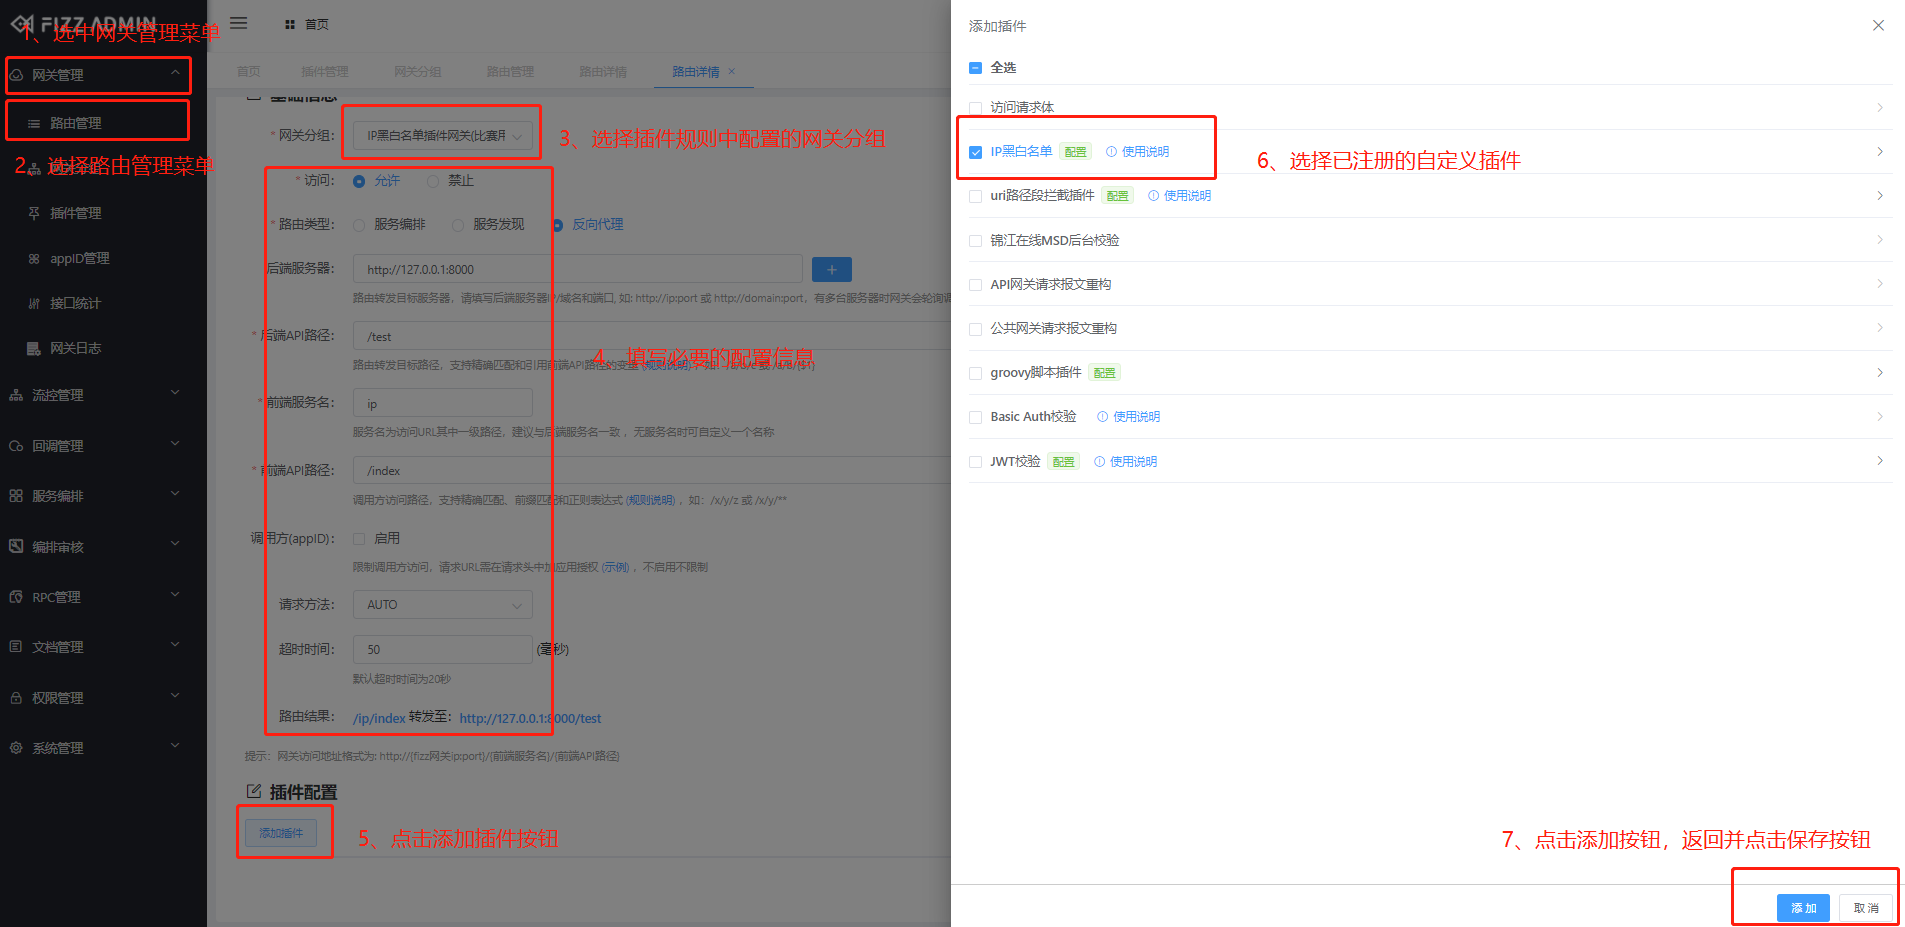 FIZZ ADMIN
1、选中网关管理菜单
网关管理
路由管理
2、选择路由管理菜单
插件管理
appID管理
接口统计
网关日志
流控管理
回调管理
服务编排
编排审核
RPC管理
文档管理
权限管理
系统管理
首页
首页 插件管理 网关分组 路由管理 路由详情 路由详情 ×
基础信息
* 网关分组： IP黑白名单插件网关(比赛用
3、选择插件规则中配置的网关分组
* 访问： 允许 禁止
* 路由类型： 服务编排 服务发现 反向代理
后端服务器： http://127.0.0.1:8000 +
路由转发目标服务器，请填写后端服务器IP/域名和端口, 如: http://ip:port 或 http://domain:port，有多台服务器时网关会轮询调
* 后端API路径： /test
4、填写必要的配置信息
路由转发目标路径，支持精确匹配和引用前端API路径的变量 (规则说明)
* 前端服务名： ip
服务名为访问URL其中一级路径，建议与后端服务名一致 ，无服务名时可自定义一个名称
* 前端API路径： /index
调用方访问路径，支持精确匹配、前缀匹配和正则表达式 (规则说明) ，如：/x/y/z 或 /x/y/**
调用方(appID)： 启用
限制调用方访问，请求URL需在请求头中加应用授权 (示例) ，不启用不限制
请求方法： AUTO
超时时间： 50 (毫秒)
默认超时时间为20秒
路由结果： /ip/index 转发至： http://127.0.0.1:8000/test
提示：网关访问地址格式为: http://{fizz网关ip:port}/{前端服务名}/{前端API路径}
插件配置
添加插件
5、点击添加插件按钮
添加插件
全选
访问请求体
IP黑白名单 配置 使用说明
6、选择已注册的自定义插件
uri路径段拦截插件 配置 使用说明
锦江在线MSD后台校验
API网关请求报文重构
公共网关请求报文重构
groovy脚本插件 配置
Basic Auth校验 使用说明
JWT校验 配置 使用说明
7、点击添加按钮，返回并点击保存按钮
添加 取消